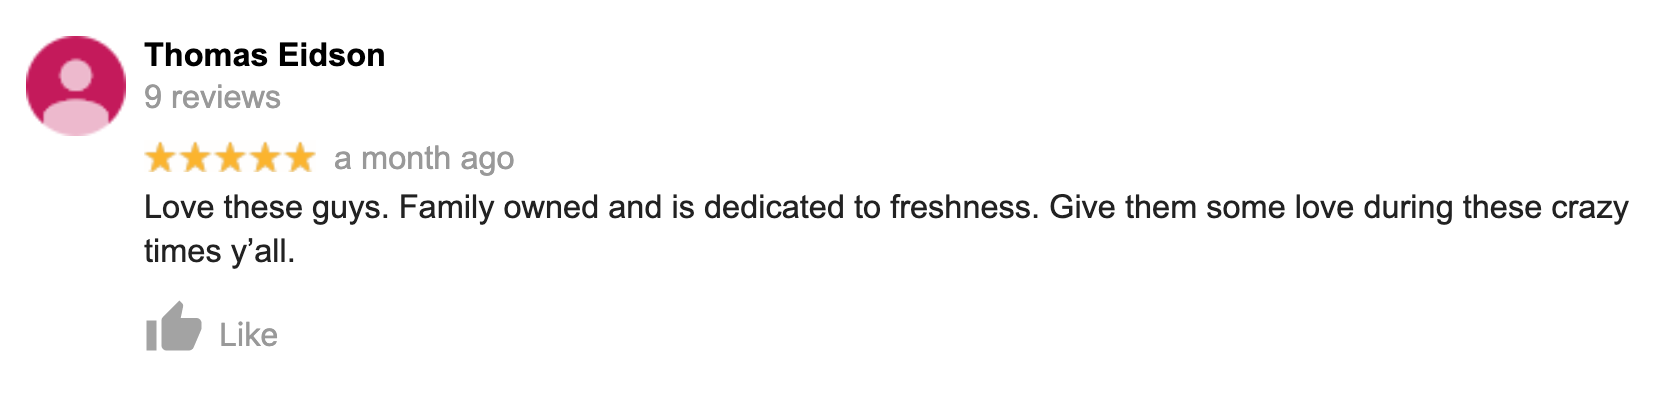 Thomas Eidson
9 reviews
a month ago
Love these guys. Family owned and is dedicated to freshness. Give them some love during these crazy
times y’all.
Like